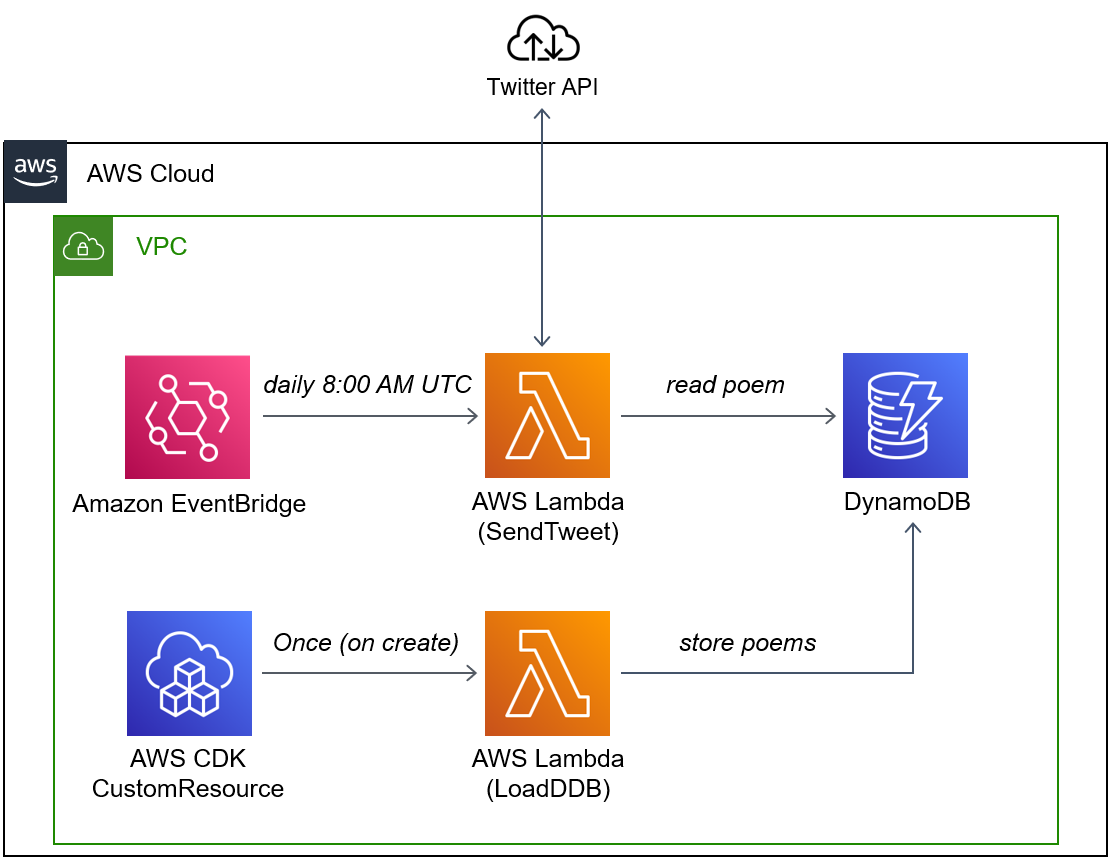 Twitter API
aws
AWS Cloud
VPC
daily 8:00 AM UTC
read poem
Amazon EventBridge
AWS Lambda
(SendTweet)
DynamoDB
Once (on create)
store poems
AWS CDK
CustomResource
AWS Lambda
(LoadDDB)